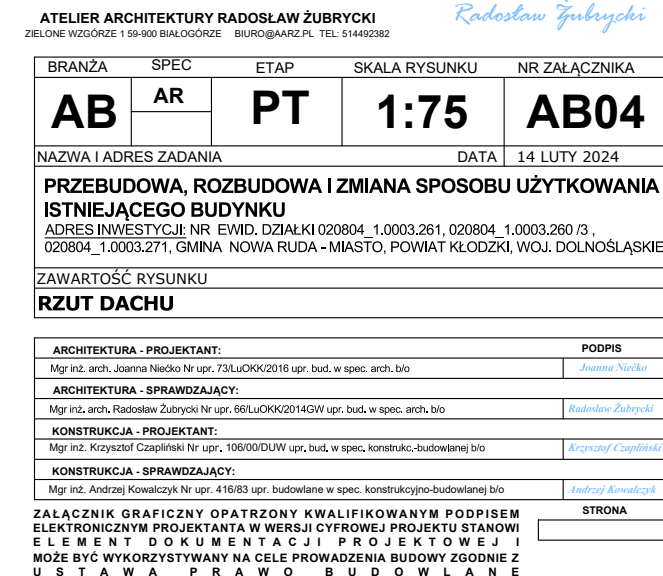 ATELIER ARCHITEKTURY RADOSŁAW ŻUBRYCKI
Radosław Żubrycki
ZIELONE WZGÓRZE 1 59-900 BIAŁOGÓRZE BIURO@AARZ.PL TEL: 514492382
BRANŻA SPEC ETAP SKALA RYSUNKU NR ZAŁĄCZNIKA
AB AR PT 1:75 AB04
NAZWA I ADRES ZADANIA DATA 14 LUTY 2024
PRZEBUDOWA, ROZBUDOWA I ZMIANA SPOSOBU UŻYTKOWANIA
ISTNIEJĄCEGO BUDYNKU
ADRES INWESTYCJI: NR EWID. DZIAŁKI 020804_1.0003.261, 020804_1.0003.260 /3 ,
020804_1.0003.271, GMINA NOWA RUDA - MIASTO, POWIAT KŁODZKI, WOJ. DOLNOŚLĄSKIE
ZAWARTOŚĆ RYSUNKU
RZUT DACHU
ARCHITEKTURA - PROJEKTANT: PODPIS
Mgr inż. arch. Joanna Niećko Nr upr. 73/LuOKK/2016 upr. bud. w spec. arch. b/o Joanna Niećko
ARCHITEKTURA - SPRAWDZAJĄCY:
Mgr inż. arch. Radosław Żubrycki Nr upr. 66/LuOKK/2014GW upr. bud. w spec. arch. b/o Radosław Żubrycki
KONSTRUKCJA - PROJEKTANT:
Mgr inż. Krzysztof Czapliński Nr upr. 106/00/DUW upr. bud. w spec. konstrukc.-budowlanej b/o Krzysztof Czapliński
KONSTRUKCJA - SPRAWDZAJĄCY:
Mgr inż. Andrzej Kowalczyk Nr upr. 416/83 upr. budowlane w spec. konstrukcyjno-budowlanej b/o Andrzej Kowalczyk
ZAŁĄCZNIK GRAFICZNY OPATRZONY KWALIFIKOWANYM PODPISEM STRONA
ELEKTRONICZNYM PROJEKTANTA W WERSJI CYFROWEJ PROJEKTU STANOWI
ELEMENT DOKUMENTACJI PROJEKTOWEJ I
MOŻE BYĆ WYKORZYSTYWANY NA CELE PROWADZENIA BUDOWY ZGODNIE Z
USTAWA PRAWO BUDOWLANE